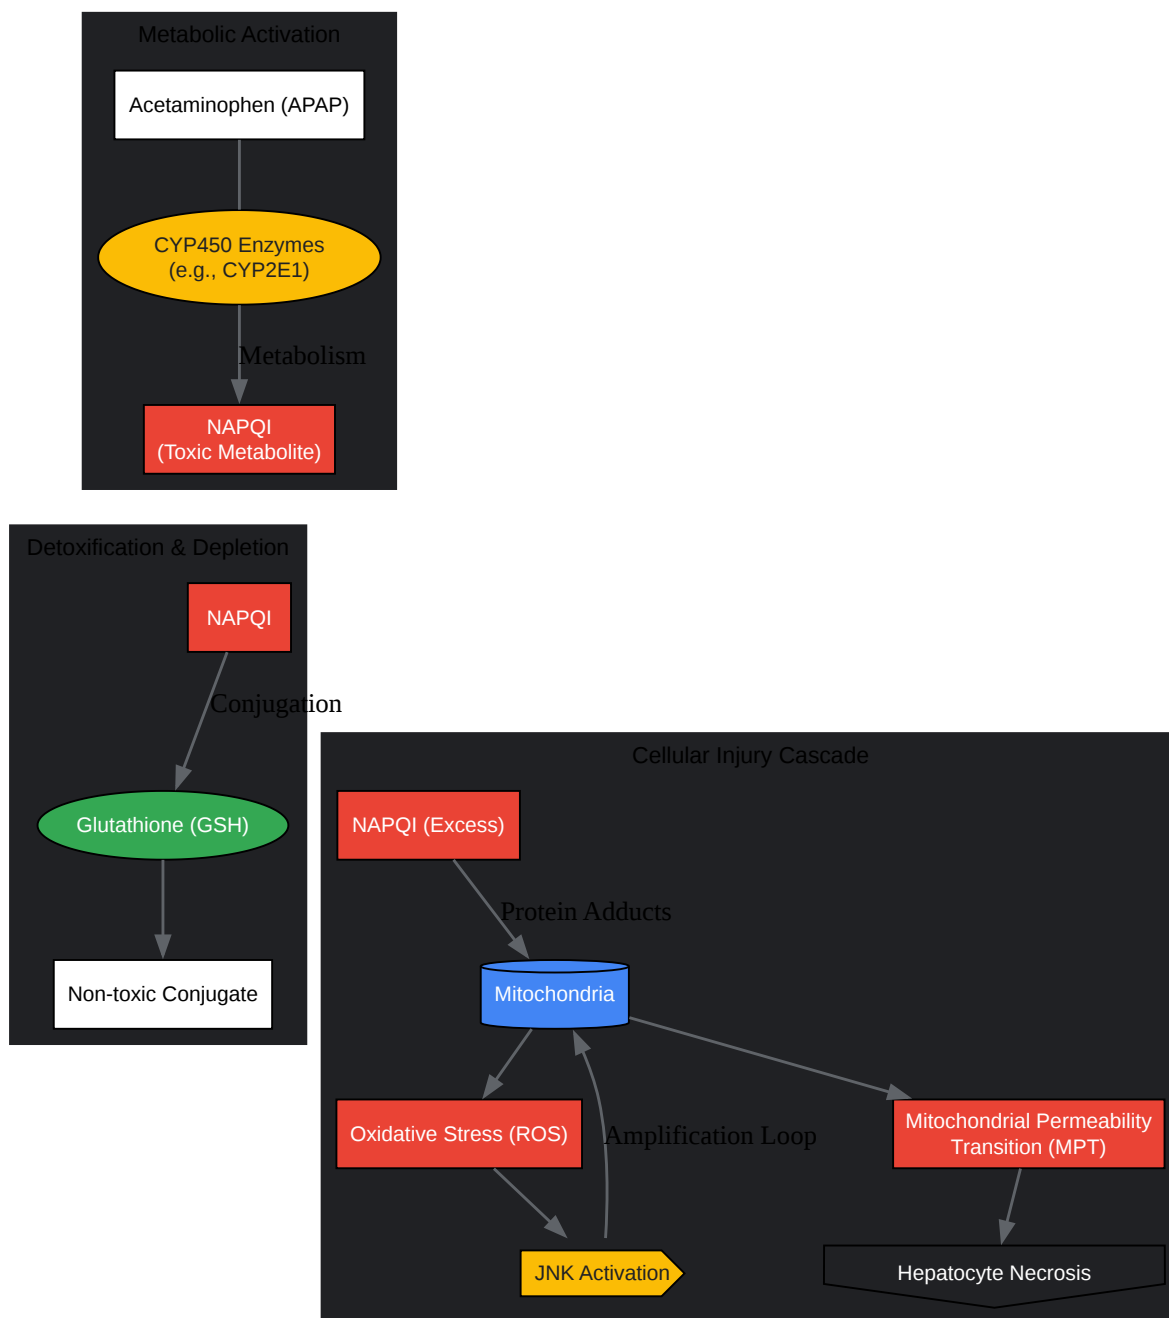 Metabolic Activation
Acetaminophen (APAP)
CYP450 Enzymes
(e.g., CYP2E1)
Metabolism
NAPQI
(Toxic Metabolite)
Detoxification & Depletion
NAPQI
Conjugation
Glutathione (GSH)
Non-toxic Conjugate
Cellular Injury Cascade
NAPQI (Excess)
Protein Adducts
Mitochondria
Oxidative Stress (ROS)
Amplification Loop
Mitochondrial Permeability
Transition (MPT)
JNK Activation
Hepatocyte Necrosis